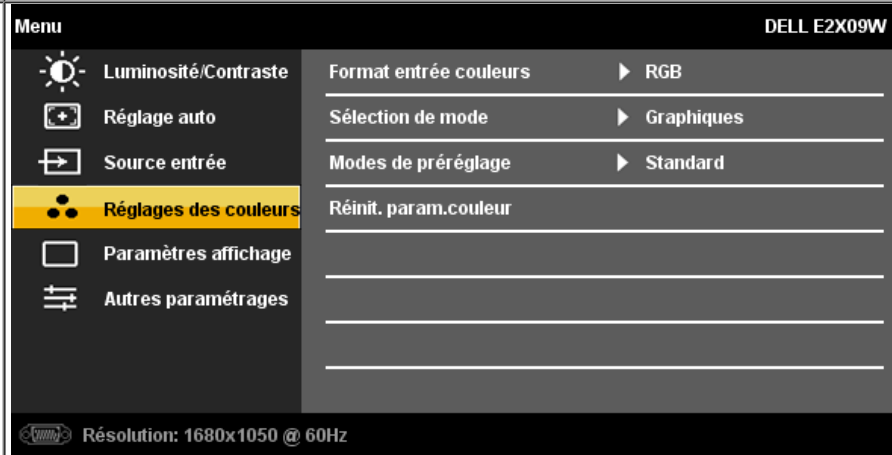 Menu DELL E2X09W
Luminosité/Contraste Format entrée couleurs RGB
Réglage auto Sélection de mode Graphiques
Source entrée Modes de préréglage Standard
Réglages des couleurs Réinit. param.couleur
Paramètres affichage
Autres paramétrages
Résolution: 1680x1050 @ 60Hz